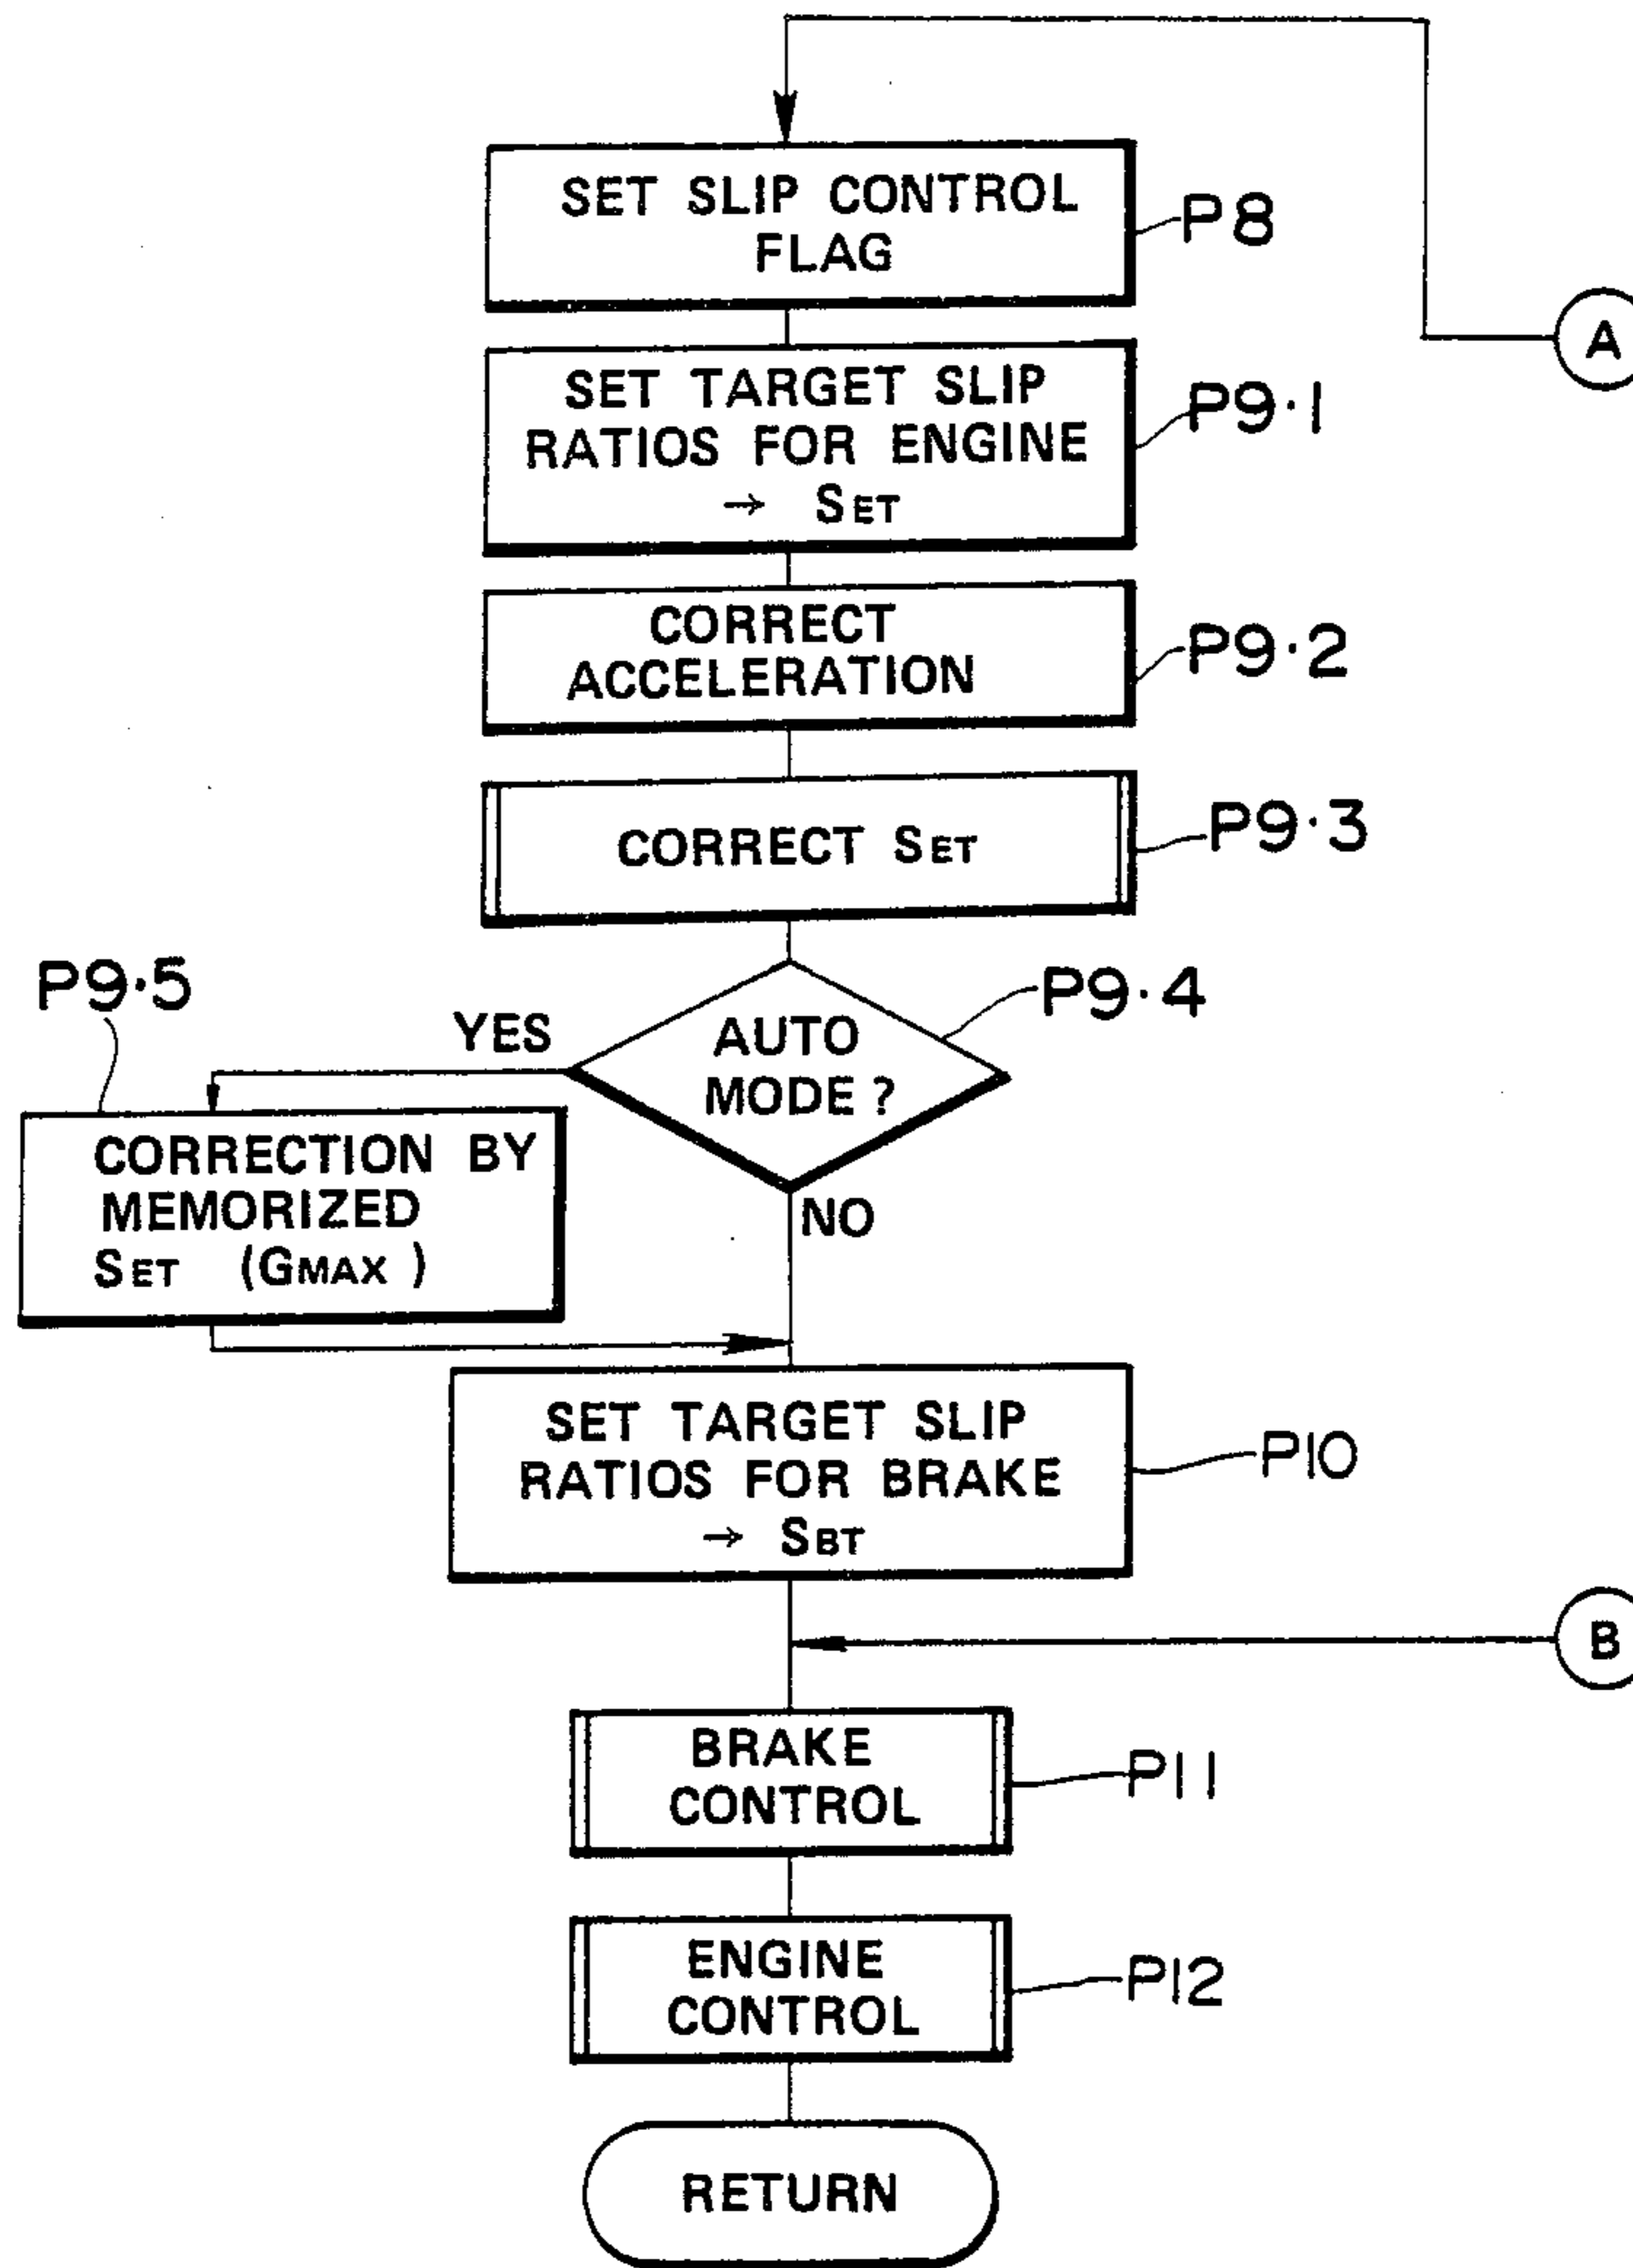 SET SLIP CONTROL
FLAG
P8
A
SET TARGET SLIP
RATIOS FOR ENGINE
→ SET
P9·1
CORRECT
ACCELERATION
P9·2
CORRECT SET
P9·3
P9·5
YES
AUTO
MODE ?
P9·4
NO
CORRECTION BY
MEMORIZED
SET (GMAX)
SET TARGET SLIP
RATIOS FOR BRAKE
→ SBT
P10
B
BRAKE
CONTROL
P11
ENGINE
CONTROL
P12
RETURN